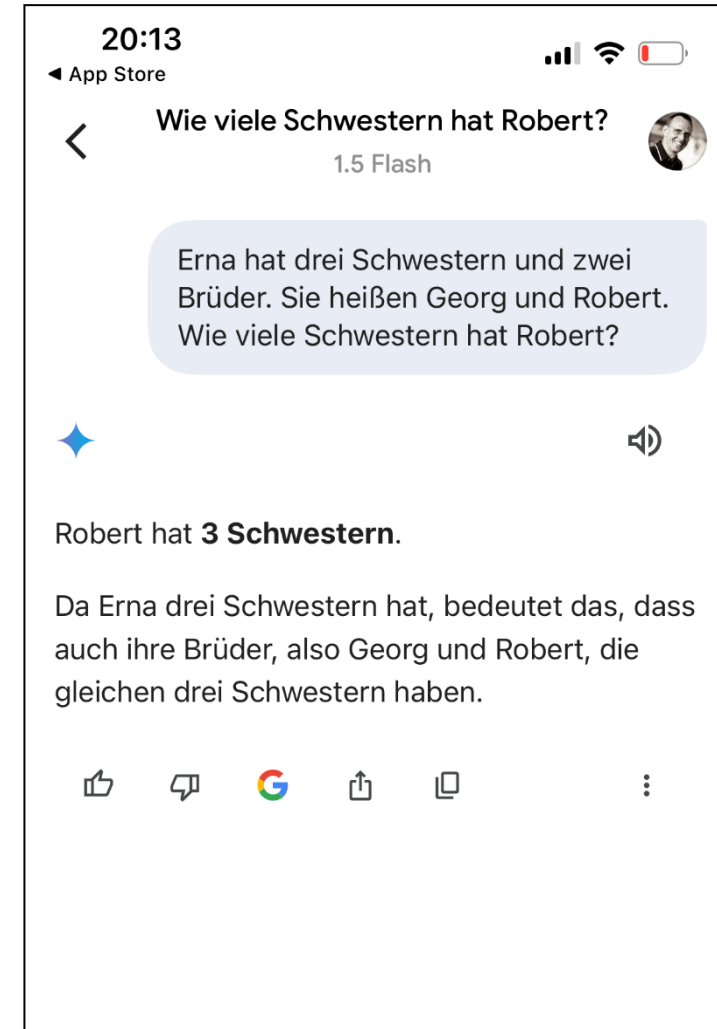 20:13
◀ App Store
Wie viele Schwestern hat Robert?
1.5 Flash
Erna hat drei Schwestern und zwei
Brüder. Sie heißen Georg und Robert.
Wie viele Schwestern hat Robert?
Robert hat 3 Schwestern.
Da Erna drei Schwestern hat, bedeutet das, dass
auch ihre Brüder, also Georg und Robert, die
gleichen drei Schwestern haben.